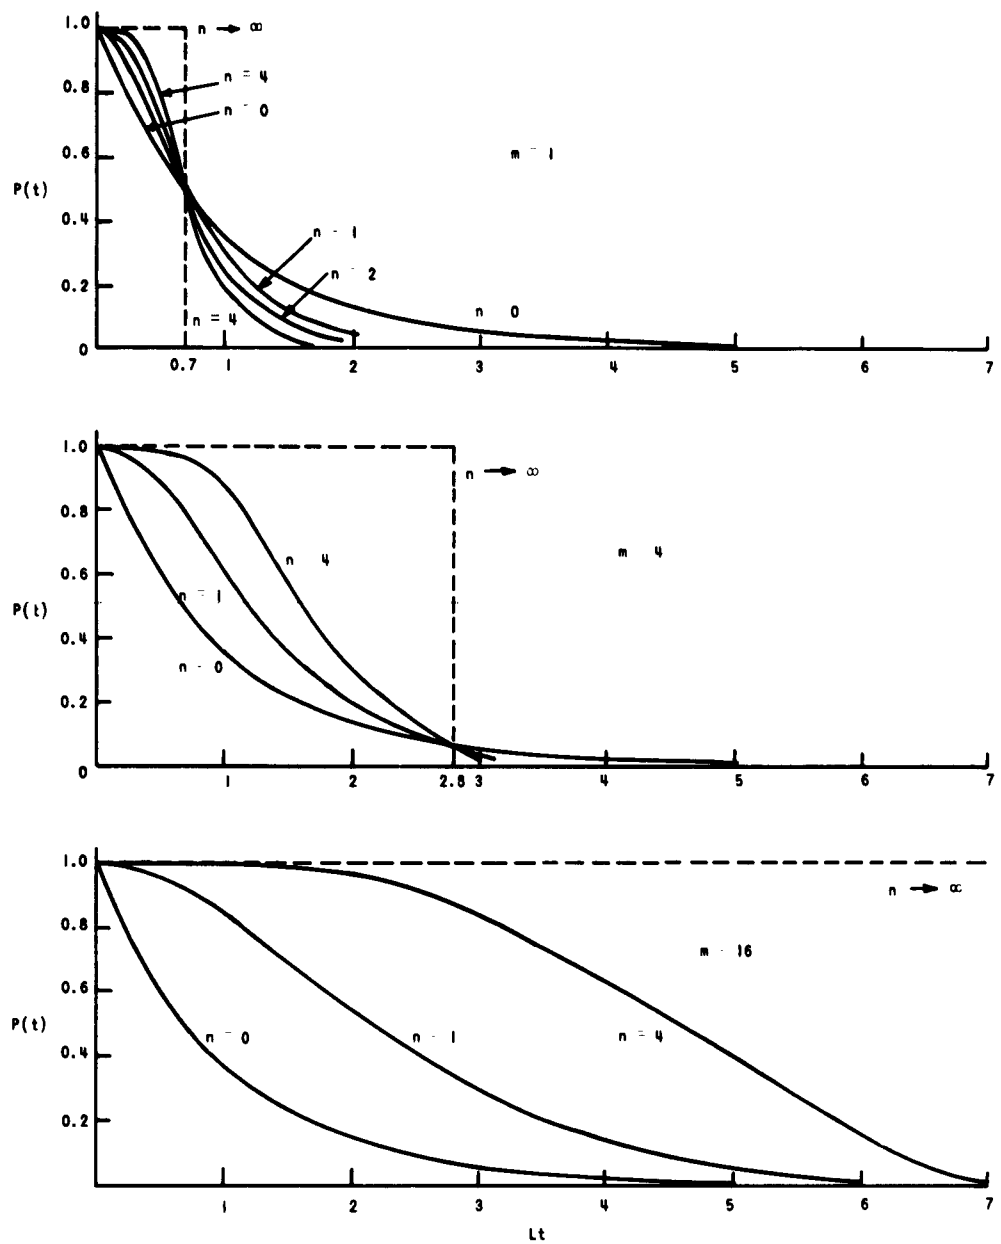 1.0
n → ∞
n = 4
0.8
n = 0
0.6
m = 1
P(t)
0.4
n = 1
n = 2
0.2
n = 0
n = 4
0
0.7 1 2 3 4 5 6 7
1.0
n → ∞
0.8
n = 4
m = 4
0.6
n = 1
P(t)
0.4
n - 0
0.2
0
1 2 2.8 3 4 5 6 7
1.0
n → ∞
0.8
m - 16
0.6
P(t)
n = 0
n - 1
n = 4
0.4
0.2
1 2 3 4 5 6 7
Lt